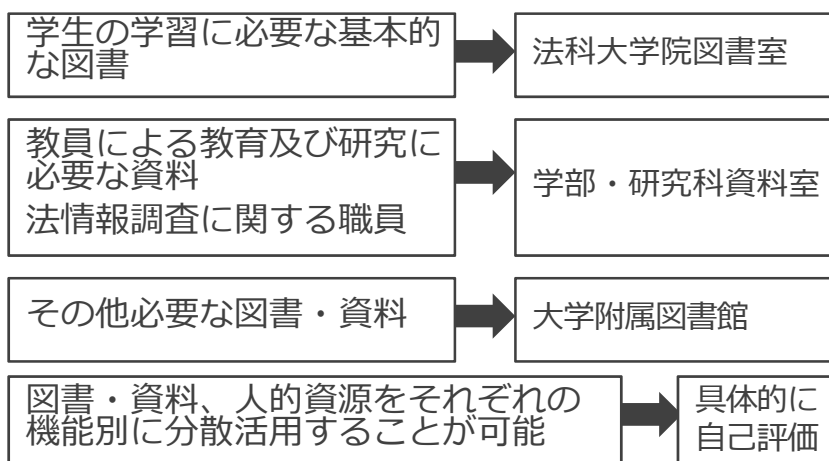 学生の学習に必要な基本的
な図書
法科大学院図書室
教員による教育及び研究に
必要な資料
法情報調査に関する職員
学部・研究科資料室
その他必要な図書・資料
大学附属図書館
図書・資料、人的資源をそれぞれの
機能別に分散活用することが可能
具体的に
自己評価